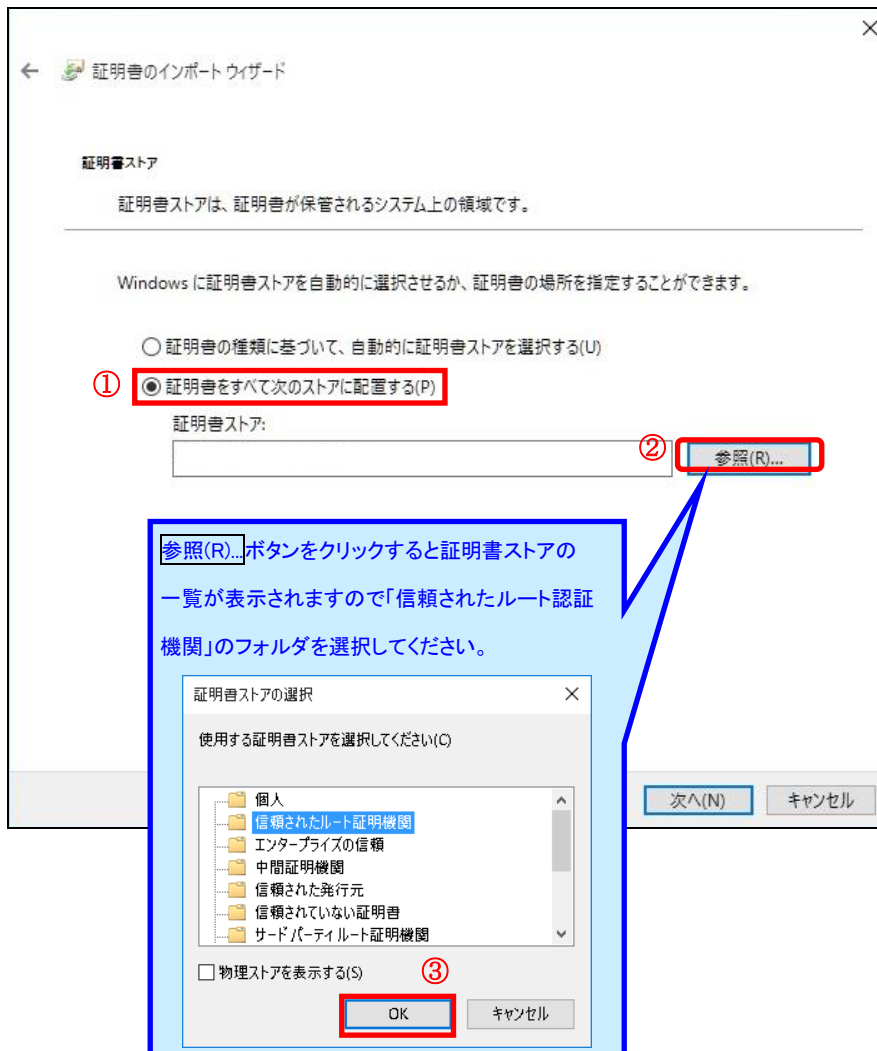 証明書のインポート ウィザード
証明書ストア
証明書ストアは、証明書が保管されるシステム上の領域です。
Windows に証明書ストアを自動的に選択させるか、証明書の場所を指定することができます。
証明書の種類に基づいて、自動的に証明書ストアを選択する(U)
① 証明書をすべて次のストアに配置する(P)
証明書ストア:
② 参照(R)...
参照(R)...ボタンをクリックすると証明書ストアの
一覧が表示されますので「信頼されたルート認証
機関」のフォルダを選択してください。
証明書ストアの選択
使用する証明書ストアを選択してください(C)
個人
信頼されたルート証明機関
エンタープライズの信頼
中間証明機関
信頼された発行元
信頼されていない証明書
サード パーティ ルート証明機関
物理ストアを表示する(S)
③
OK キャンセル
次へ(N) キャンセル